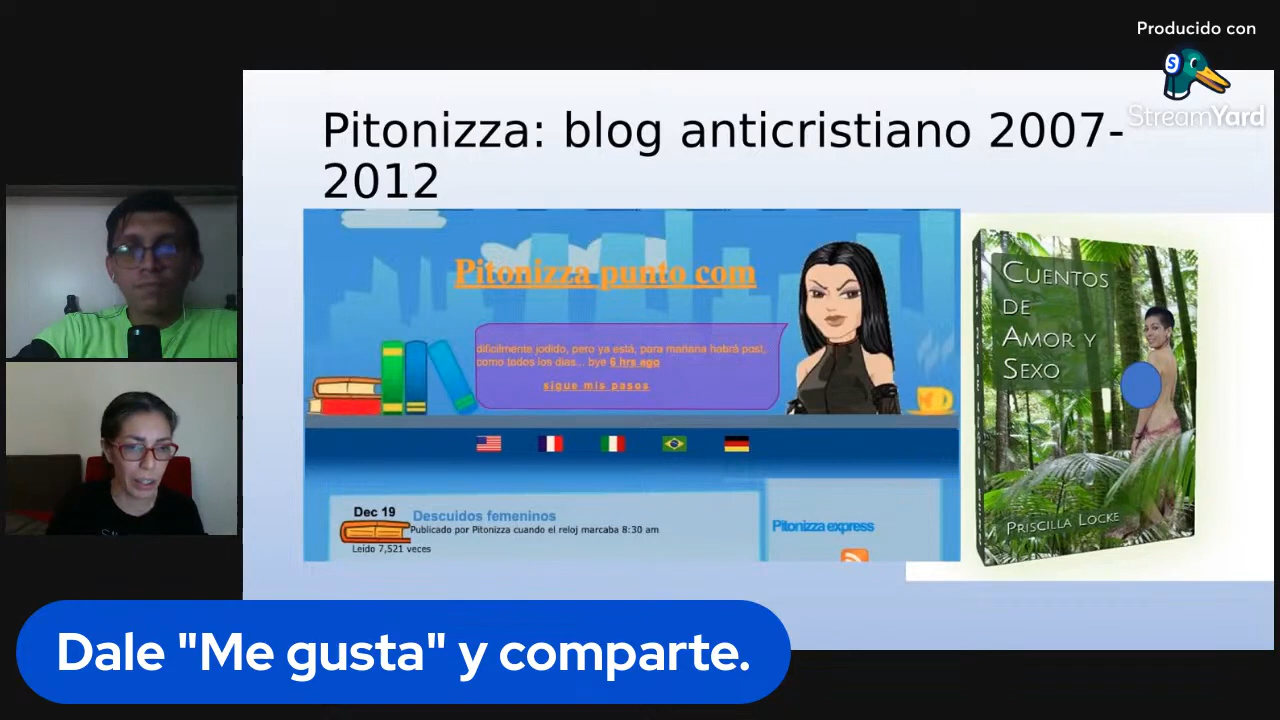 Producido con
StreamYard
Pitonizza: blog anticristiano 2007-
2012
Pitonizza punto com
dificilmente jodido, pero ya está, para mañana habrá post,
como todos los dias... bye 6 hrs ago
sigue mis pasos
Dec 19
Descuidos femeninos
Publicado por Pitonizza cuando el reloj marcaba 8:30 am
Leído 7,521 veces
Pitonizza express
CUENTOS
DE
AMOR Y
SEXO
PRISCILLA LOCKE
Dale "Me gusta" y comparte.